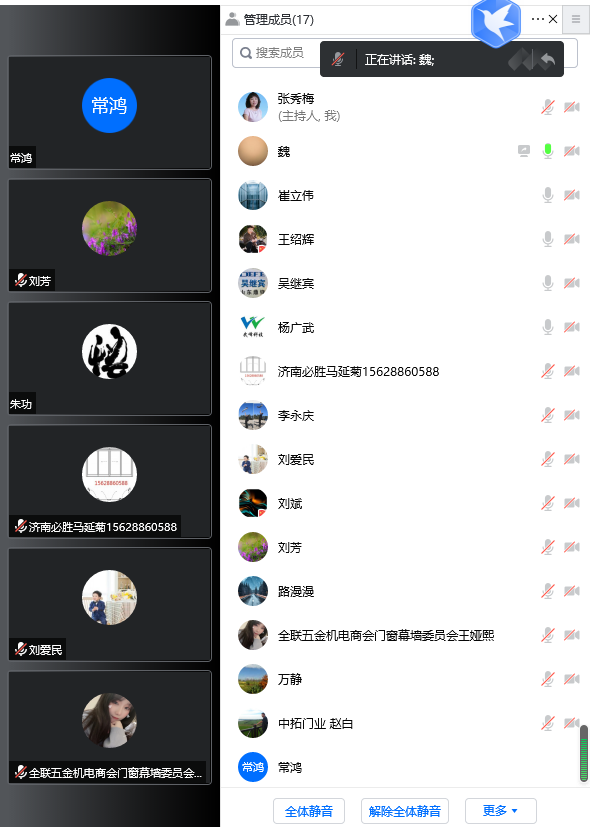 常鸿
常鸿
刘芳
朱功
15628860588
济南必胜马延菊15628860588
刘爱民
全联五金机电商会门窗幕墙委员会...
管理成员(17)
搜索成员
正在讲话: 魏;
张秀梅
(主持人, 我)
魏
崔立伟
王绍辉
吴继宾
吴继宾
杨广武
济南必胜马延菊15628860588
李永庆
刘爱民
刘斌
刘芳
路漫漫
全联五金机电商会门窗幕墙委员会王娅熙
万静
中拓门业 赵白
常鸿
常鸿
全体静音
解除全体静音
更多